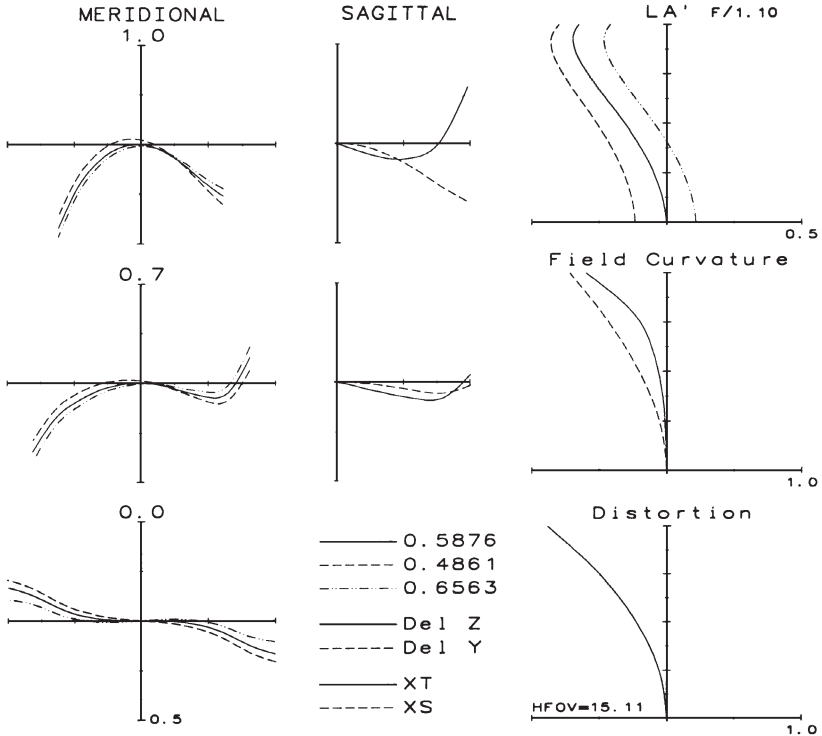 MERIDIONAL
1.0
SAGITTAL
LA' F/1.10
0.5
0.7
Field Curvature
1.0
0.0
0.5
0.5876
0.4861
0.6563
Del Z
Del Y
XT
XS
Distortion
HFOV=15.11
1.0